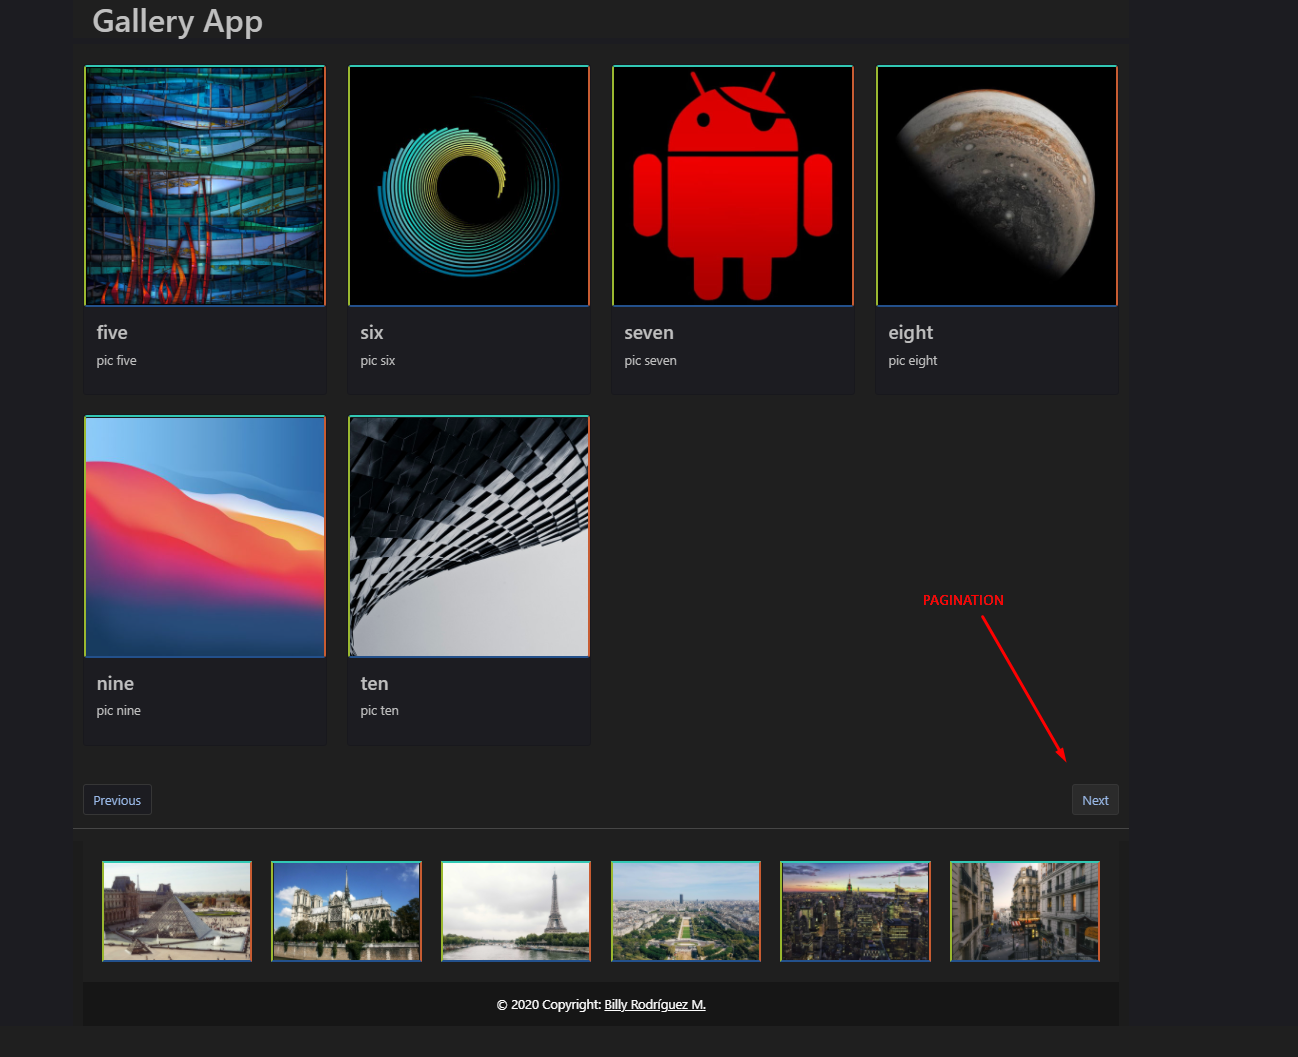 Gallery App
five
pic five
six
pic six
seven
pic seven
eight
pic eight
nine
pic nine
ten
pic ten
PAGINATION
Previous
Next
© 2020 Copyright: Billy Rodríguez M.